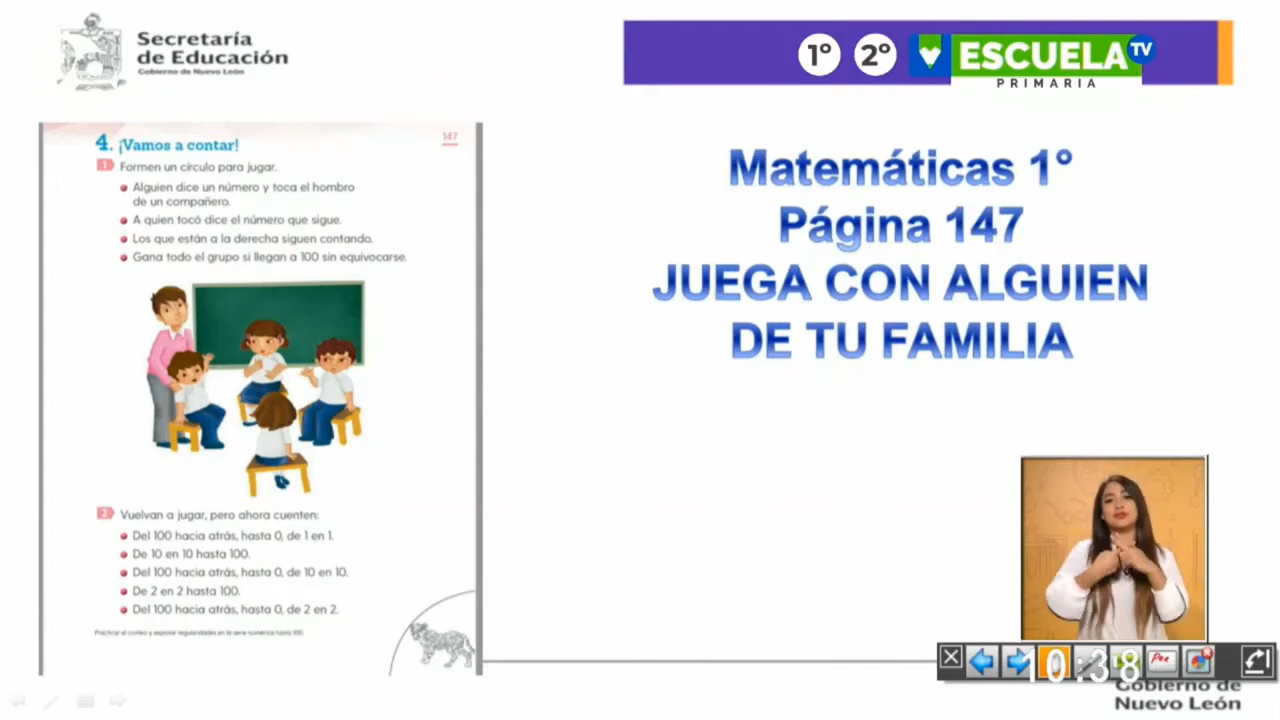 Secretaría
de Educación
Gobierno de Nuevo León
1° 2° ESCUELA TV
PRIMARIA
4. ¡Vamos a contar!
147
1 Formen un círculo para jugar.
Alguien dice un número y toca el hombro
de un compañero.
A quien tocó dice el número que sigue.
Los que están a la derecha siguen contando.
Gana todo el grupo si llegan a 100 sin equivocarse.
2 Vuelvan a jugar, pero ahora cuenten:
Del 100 hacia atrás, hasta 0, de 1 en 1.
De 10 en 10 hasta 100.
Del 100 hacia atrás, hasta 0, de 10 en 10.
De 2 en 2 hasta 100.
Del 100 hacia atrás, hasta 0, de 2 en 2.
Practicar el conteo y explorar regularidades en la serie numérica hasta 100.
Matemáticas 1°
Página 147
JUEGA CON ALGUIEN
DE TU FAMILIA
10:38
Gobierno de
Nuevo León